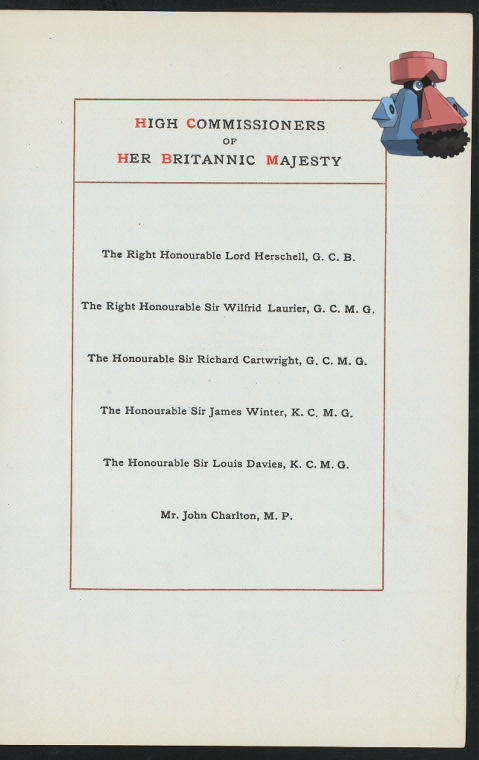 HIGH COMMISSIONERS
OF
HER BRITANNIC MAJESTY
The Right Honourable Lord Herschell, G. C. B.
The Right Honourable Sir Wilfrid Laurier, G. C. M. G.
The Honourable Sir Richard Cartwright, G. C. M. G.
The Honourable Sir James Winter, K. C. M. G.
The Honourable Sir Louis Davies, K. C. M. G.
Mr. John Charlton, M. P.